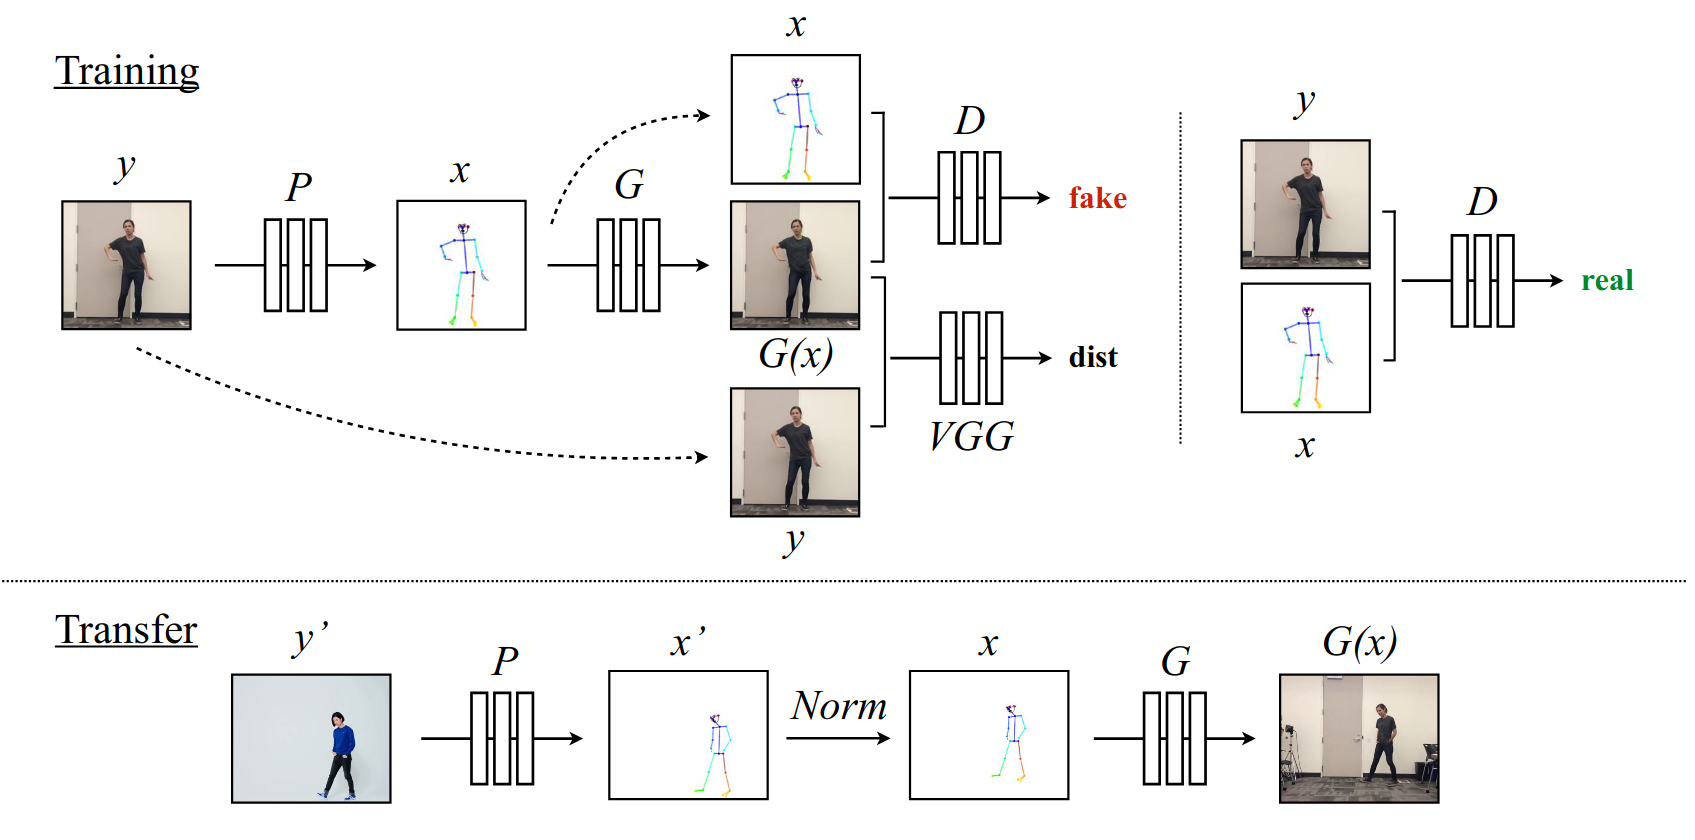 Training
y
P
x
G
x
G(x)
y
D
fake
VGG
dist
y
x
D
real
Transfer
y’
P
x’
Norm
x
G
G(x)